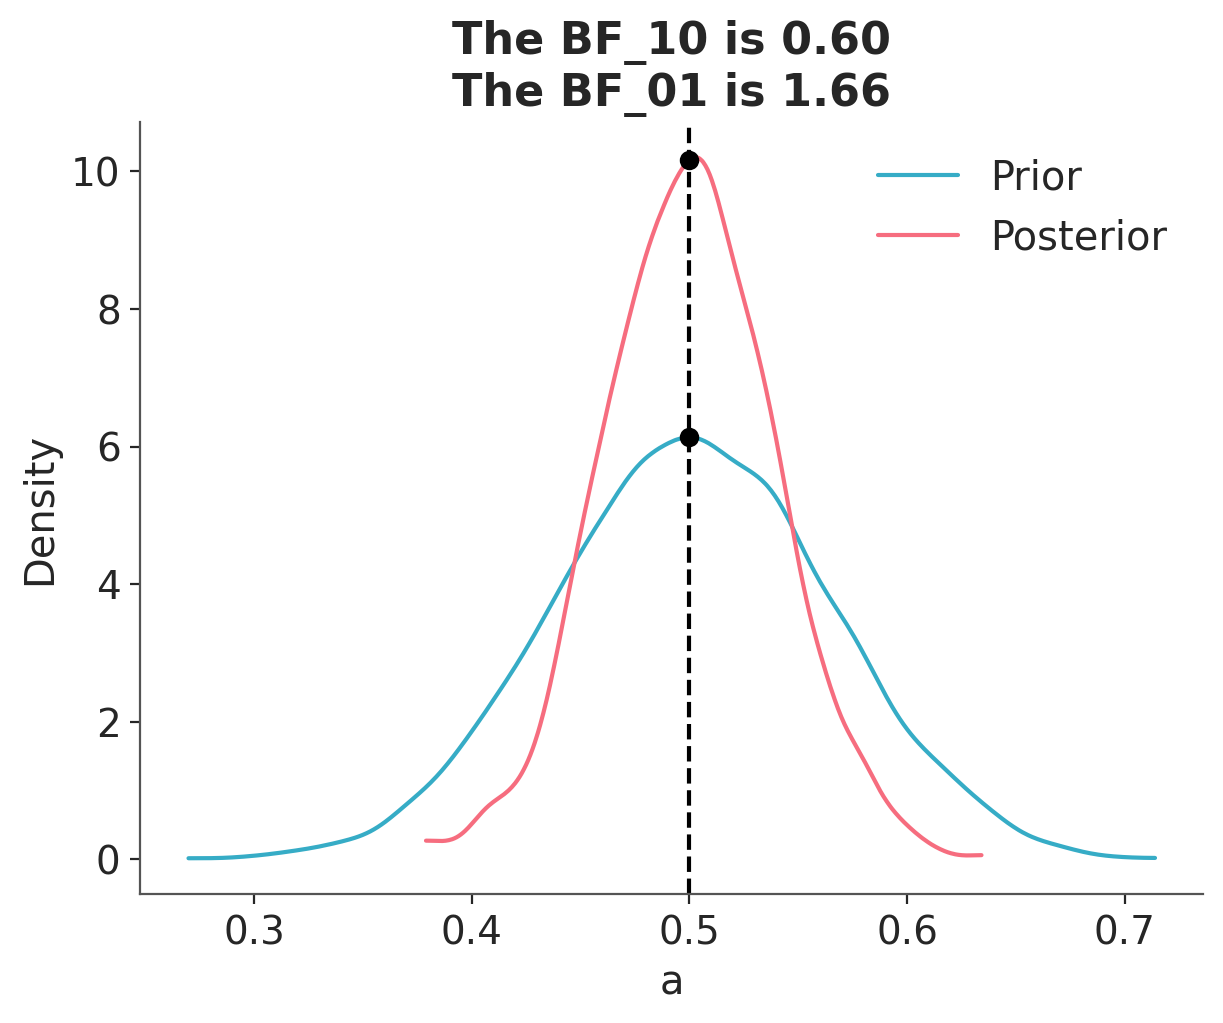 The BF_10 is 0.60
The BF_01 is 1.66
Prior
Posterior
10
8
6
4
2
0
Density
0.3 0.4 0.5 0.6 0.7
a